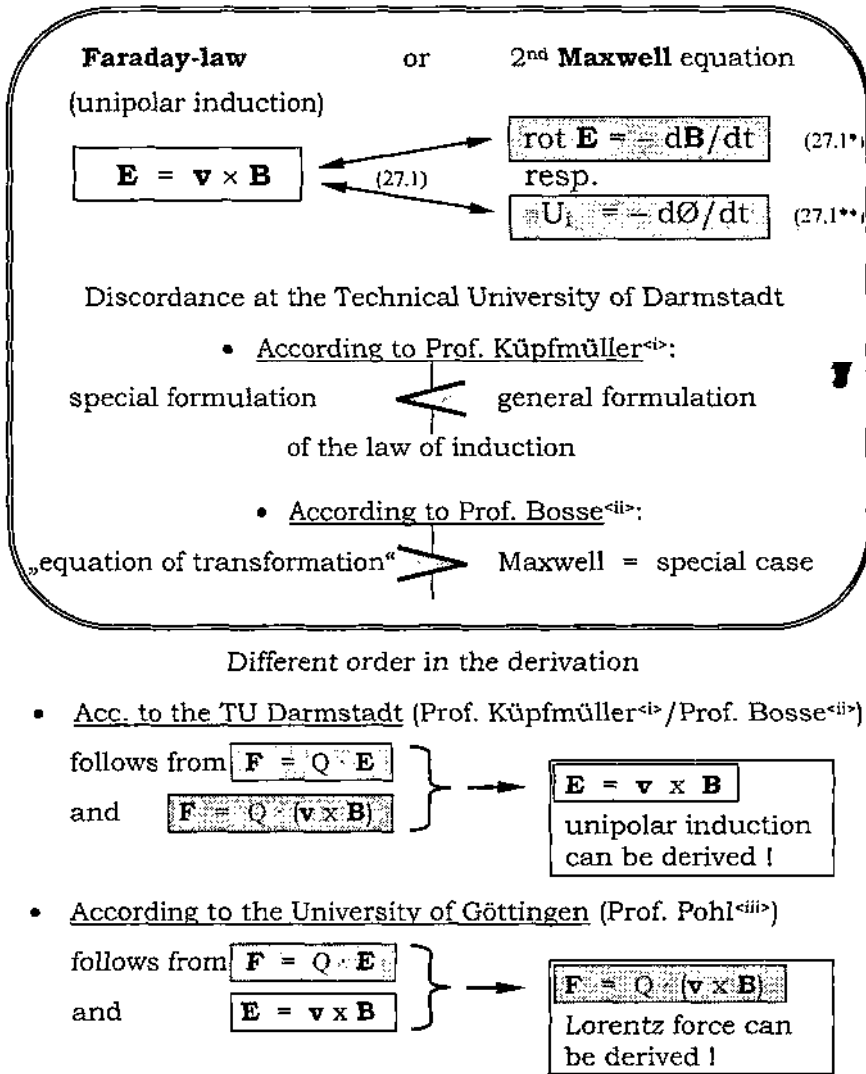 Faraday-law or 2nd Maxwell equation
(unipolar induction)
rot E = – dB/dt (27.1*)
E = v × B (27.1) resp.
Ui = – dØ/dt (27.1**)
Discordance at the Technical University of Darmstadt
• According to Prof. Küpfmüller<i>:
special formulation < general formulation
of the law of induction
• According to Prof. Bosse<ii>:
„equation of transformation“ > Maxwell = special case
Different order in the derivation
• Acc. to the TU Darmstadt (Prof. Küpfmüller<i>/Prof. Bosse<ii>)
follows from F = Q · E
and F = Q · (v x B)
E = v x B
unipolar induction
can be derived !
• According to the University of Göttingen (Prof. Pohl<iii>)
follows from F = Q · E
and E = v x B
F = Q · (v x B)
Lorentz force can
be derived !